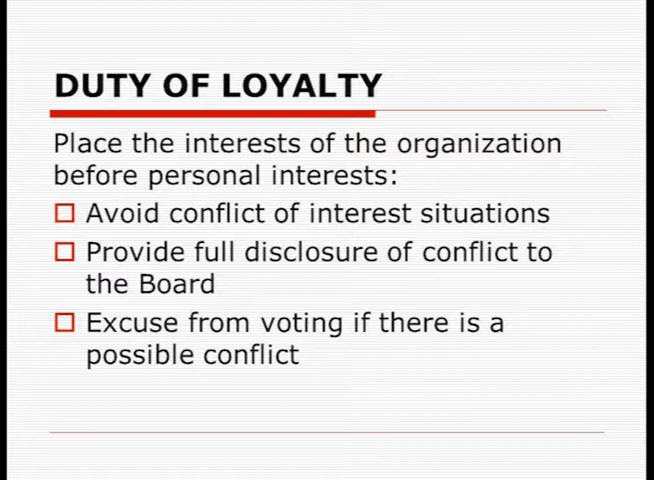 DUTY OF LOYALTY
Place the interests of the organization
before personal interests:
Avoid conflict of interest situations
Provide full disclosure of conflict to
the Board
Excuse from voting if there is a
possible conflict